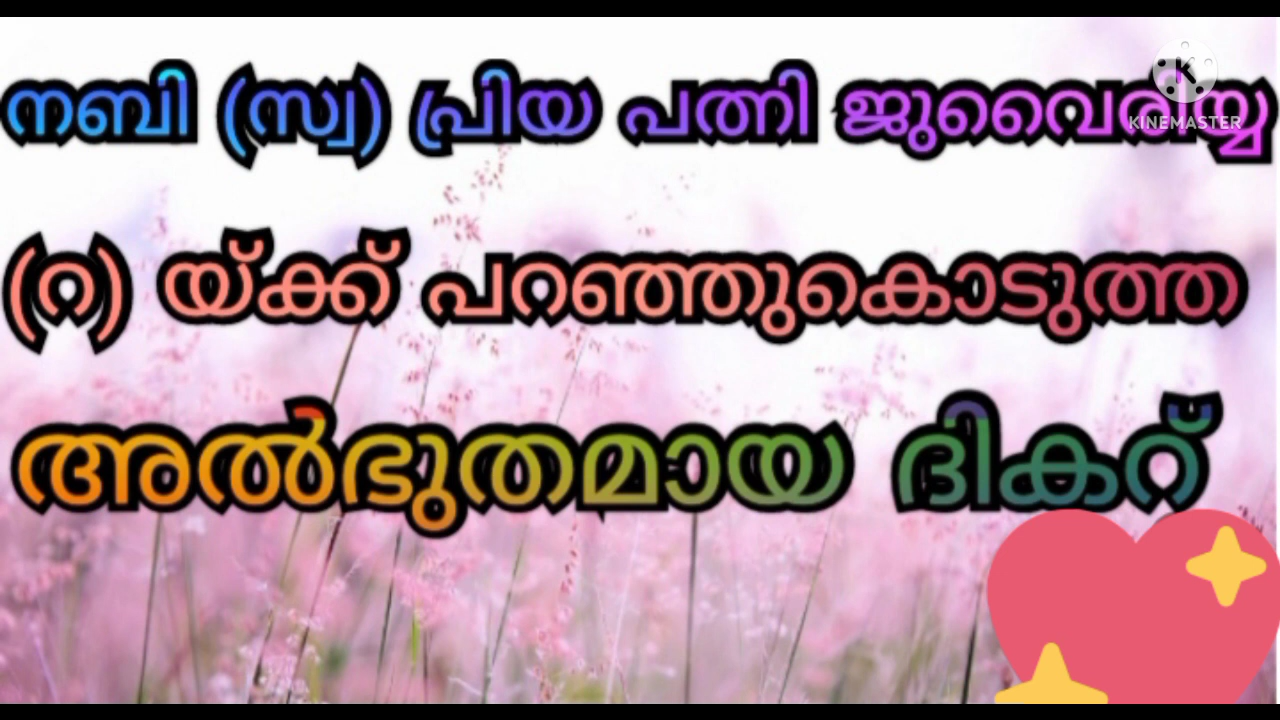 നബി (സ്വ) പ്രിയ പത്നി ജുവൈരിയ്യ
KINEMASTER
(റ) യ്ക്ക് പറഞ്ഞുകൊടുത്ത
അൽഭുതമായ ദികറ്